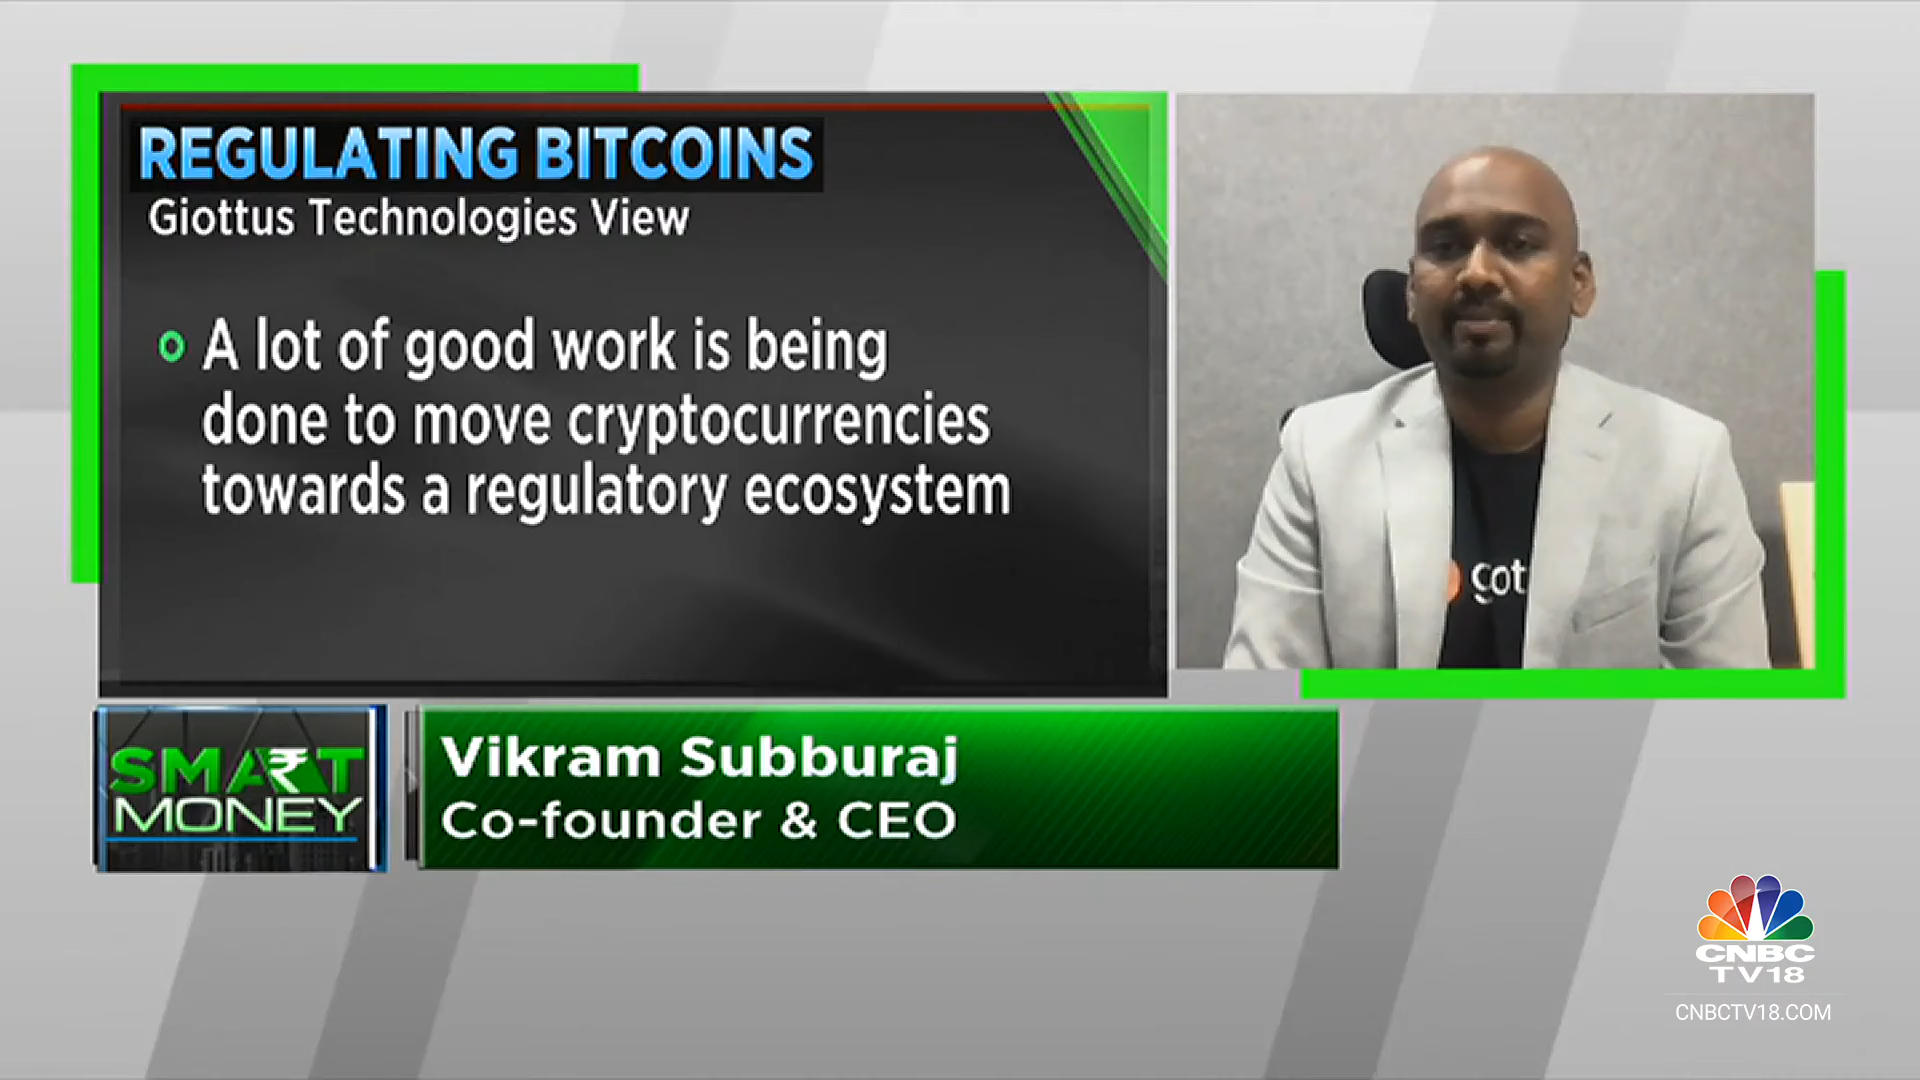 REGULATING BITCOINS
Giottus Technologies View
A lot of good work is being
done to move cryptocurrencies
towards a regulatory ecosystem
SMA₹T
MONEY
Vikram Subburaj
Co-founder & CEO
CNBC
TV18
CNBCTV18.COM